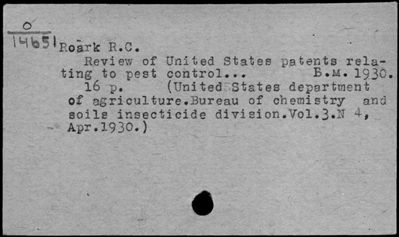 O
14651 Roark R.C.
Review of United States patents rela-
ting to pest control... B.M. 1930.
16 p. (United States department
of agriculture.Bureau of chemistry and
soils insecticide division.Vol.3.N 4,
Apr.1930.)